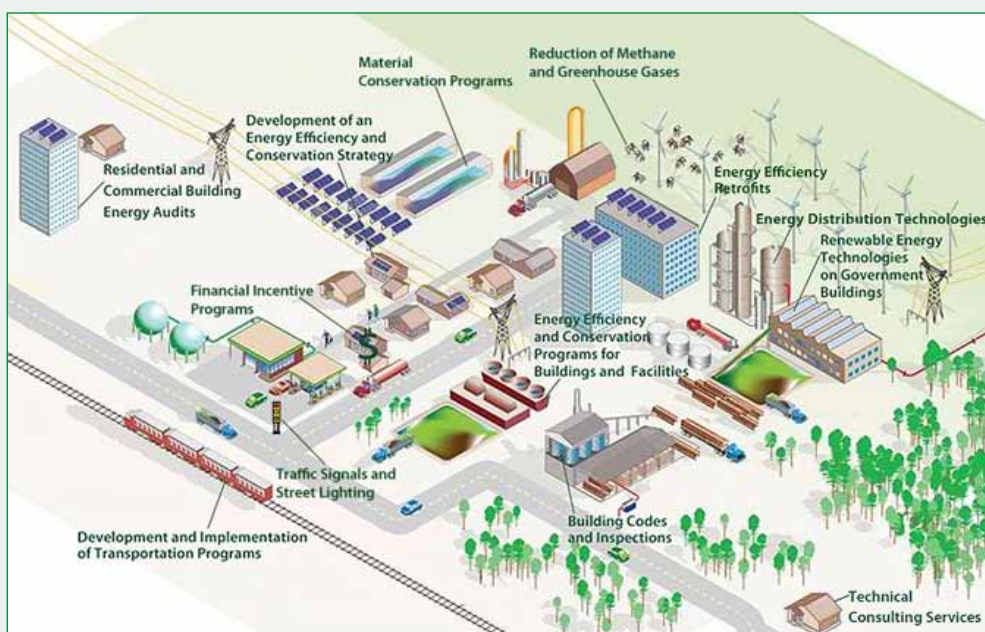 Reduction of Methane
and Greenhouse Gases
Material
Conservation Programs
Development of an
Energy Efficiency and
Conservation Strategy
Residential and
Commercial Building
Energy Audits
Energy Efficiency
Retrofits
Energy Distribution Technologies
Renewable Energy
Technologies
on Government
Buildings
Financial Incentive
Programs
$
Energy Efficiency
and Conservation
Programs for
Buildings and Facilities
Traffic Signals and
Street Lighting
Development and Implementation
of Transportation Programs
Building Codes
and Inspections
Technical
Consulting Services